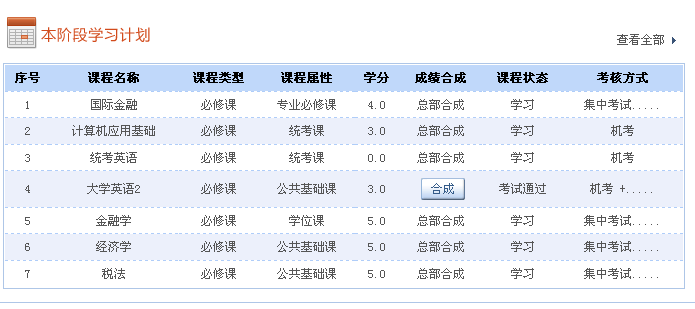 本阶段学习计划
查看全部
序号 课程名称 课程类型 课程属性 学分 成绩合成 课程状态 考核方式
1 国际金融 必修课 专业必修课 4.0 总部合成 学习 集中考试.....
2 计算机应用基础 必修课 统考课 3.0 总部合成 学习 机考
3 统考英语 必修课 统考课 0.0 总部合成 学习 机考
4 大学英语2 必修课 公共基础课 3.0 合成 考试通过 机考 +.....
5 金融学 必修课 学位课 5.0 总部合成 学习 集中考试.....
6 经济学 必修课 公共基础课 5.0 总部合成 学习 集中考试.....
7 税法 必修课 公共基础课 5.0 总部合成 学习 集中考试.....